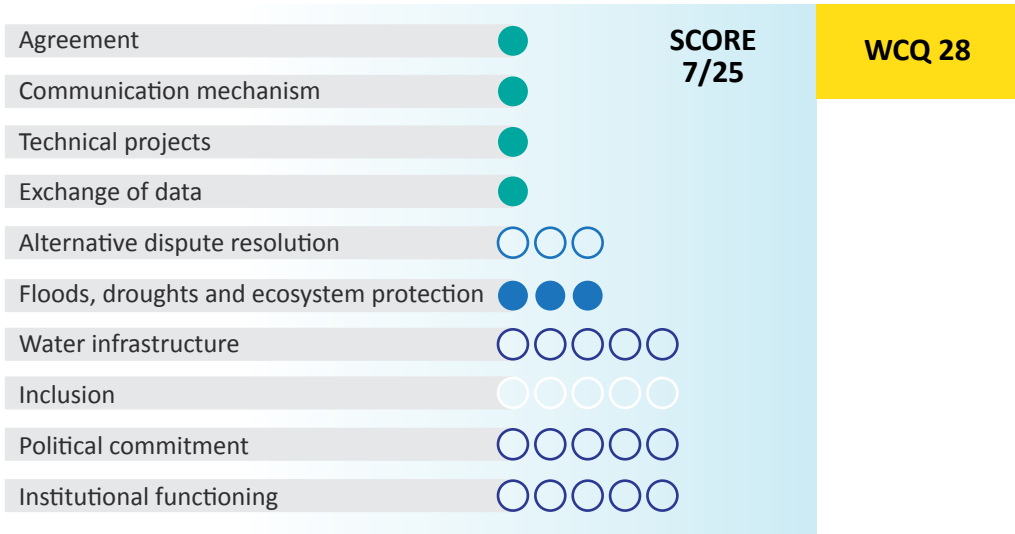 Agreement
Communication mechanism
Technical projects
Exchange of data
Alternative dispute resolution
Floods, droughts and ecosystem protection
Water infrastructure
Inclusion
Political commitment
Institutional functioning
SCORE
7/25
WCQ 28